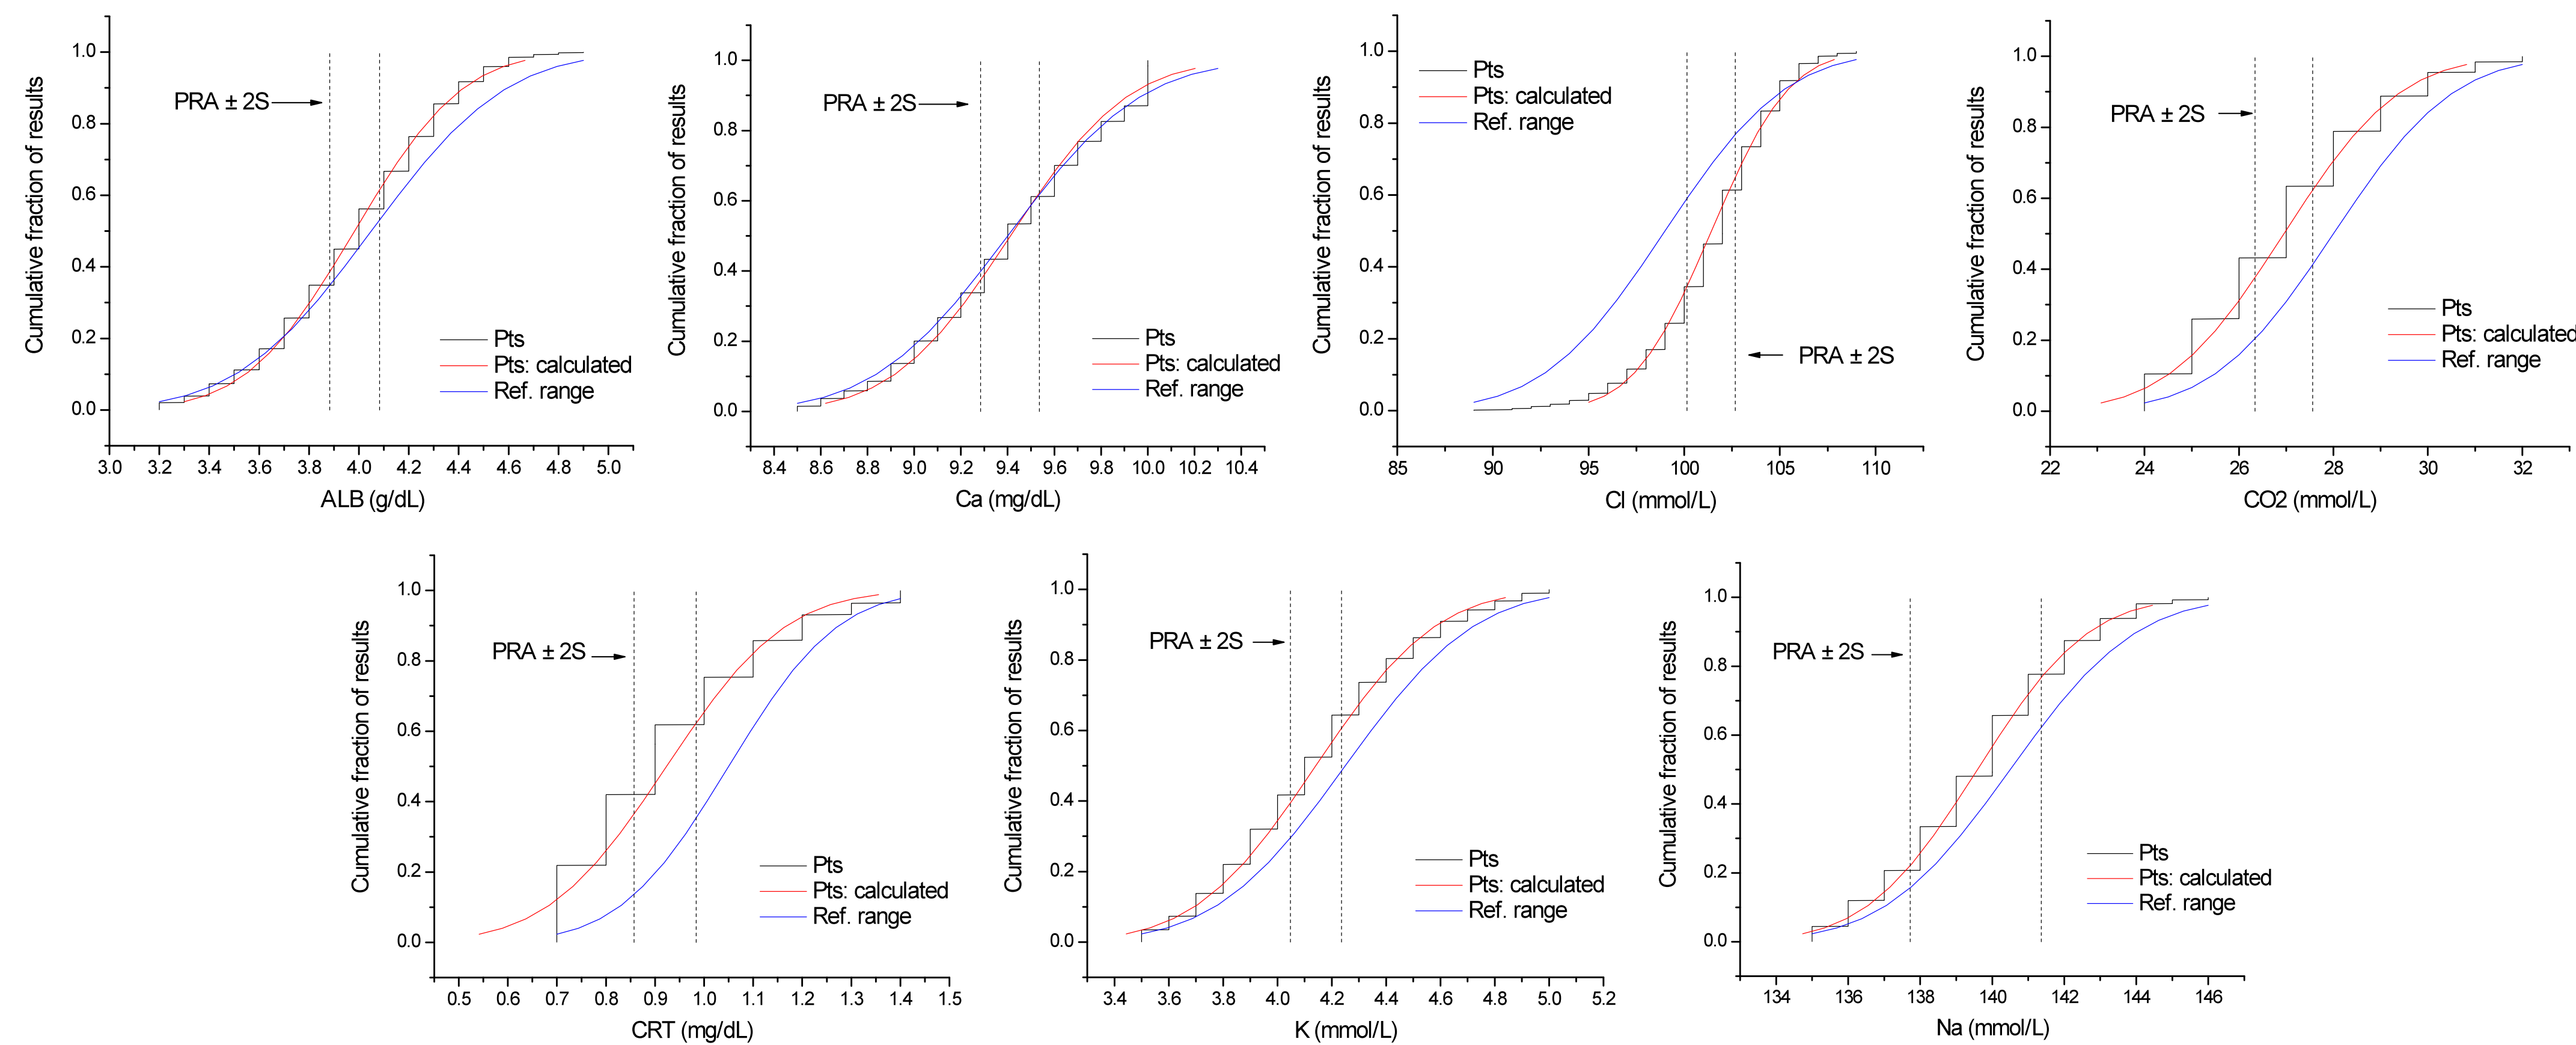 Cumulative fraction of results
1.0
0.8
0.6
0.4
0.2
0.0
PRA ± 2S
Pts
Pts: calculated
Ref. range
3.0 3.2 3.4 3.6 3.8 4.0 4.2 4.4 4.6 4.8 5.0
ALB (g/dL)
Cumulative fraction of results
1.0
0.8
0.6
0.4
0.2
0.0
PRA ± 2S
Pts
Pts: calculated
Ref. range
8.4 8.6 8.8 9.0 9.2 9.4 9.6 9.8 10.0 10.2 10.4
Ca (mg/dL)
Cumulative fraction of results
1.0
0.8
0.6
0.4
0.2
0.0
Pts
Pts: calculated
Ref. range
PRA ± 2S
85 90 95 100 105 110
Cl (mmol/L)
Cumulative fraction of results
1.0
0.8
0.6
0.4
0.2
0.0
PRA ± 2S
Pts
Pts: calculated
Ref. range
22 24 26 28 30 32
CO2 (mmol/L)
Cumulative fraction of results
1.0
0.8
0.6
0.4
0.2
0.0
PRA ± 2S
Pts
Pts: calculated
Ref. range
0.5 0.6 0.7 0.8 0.9 1.0 1.1 1.2 1.3 1.4 1.5
CRT (mg/dL)
Cumulative fraction of results
1.0
0.8
0.6
0.4
0.2
0.0
PRA ± 2S
Pts
Pts: calculated
Ref. range
3.4 3.6 3.8 4.0 4.2 4.4 4.6 4.8 5.0 5.2
K (mmol/L)
Cumulative fraction of results
1.0
0.8
0.6
0.4
0.2
0.0
PRA ± 2S
Pts
Pts: calculated
Ref. range
134 136 138 140 142 144 146
Na (mmol/L)